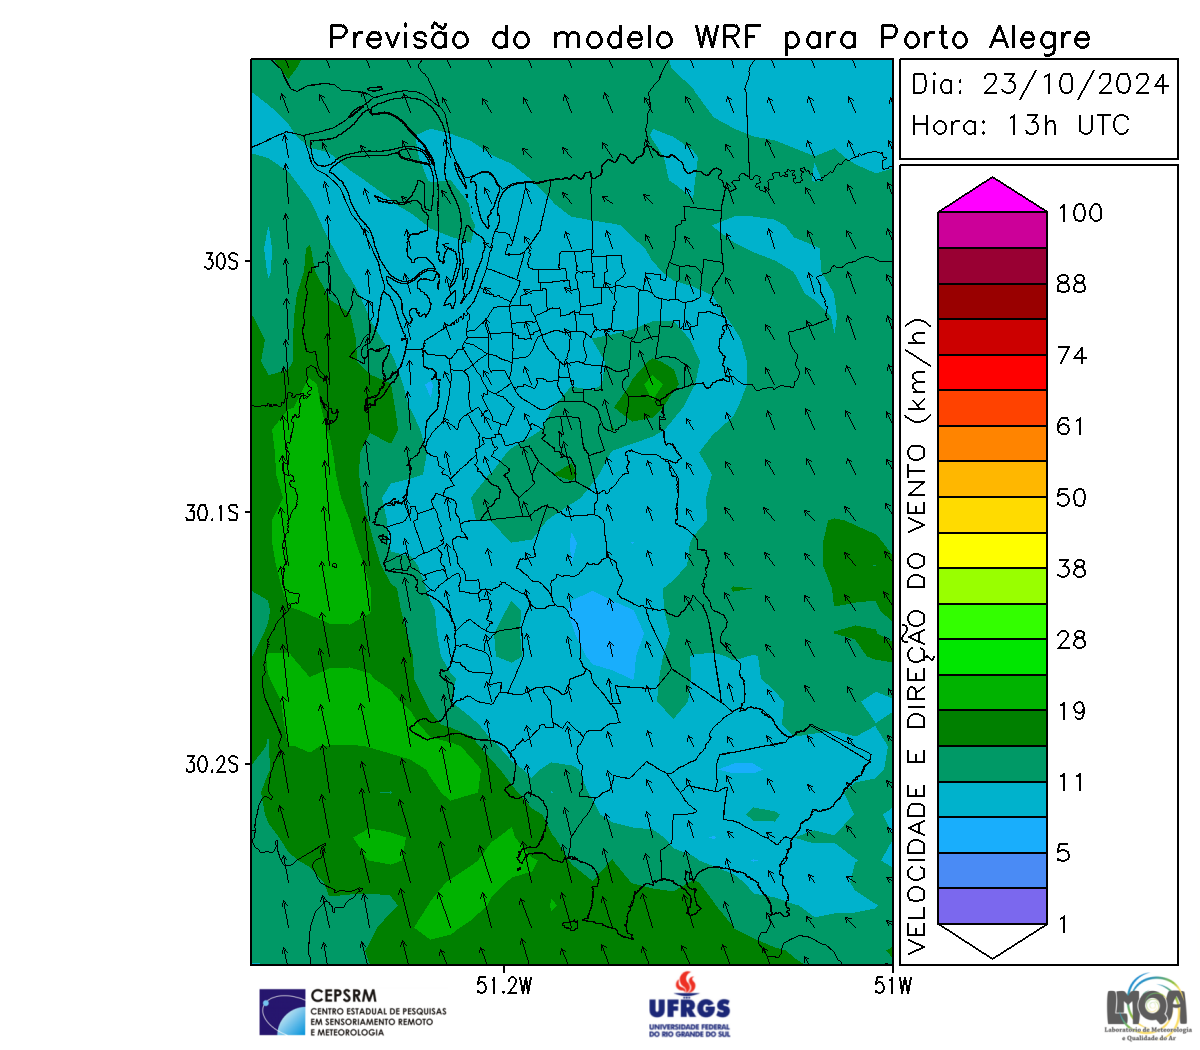 Previsão do modelo WRF para Porto Alegre
Dia: 23/10/2024
Hora: 13h UTC
30S
30.1S
30.2S
51.2W
51W
VELOCIDADE E DIREÇÃO DO VENTO (km/h)
100
88
74
61
50
38
28
19
11
5
1
CEPSRM
CENTRO ESTADUAL DE PESQUISAS
EM SENSORIAMENTO REMOTO
E METEOROLOGIA
UFRGS
UNIVERSIDADE FEDERAL
DO RIO GRANDE DO SUL
LMQA
Laboratório de Meteorologia
e Qualidade do Ar